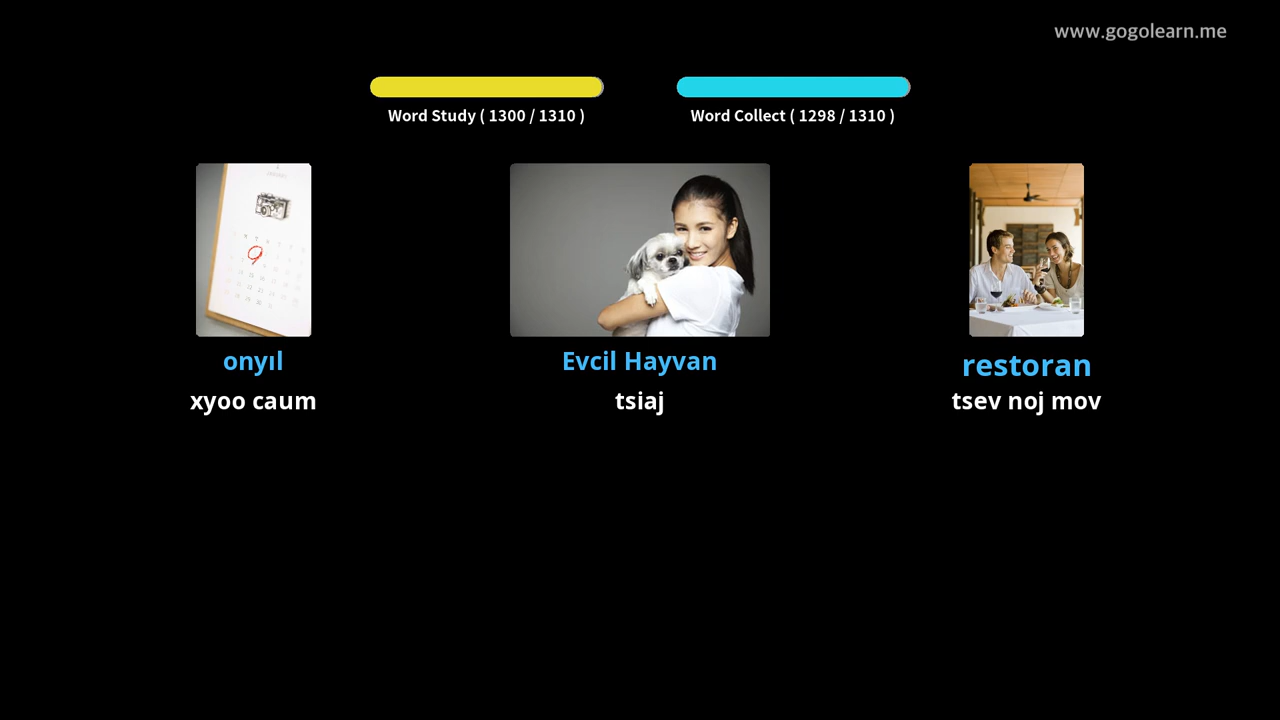 www.gogolearn.me
Word Study ( 1300 / 1310 )
Word Collect ( 1298 / 1310 )
onyıl
Evcil Hayvan
restoran
xyoo caum
tsiaj
tsev noj mov